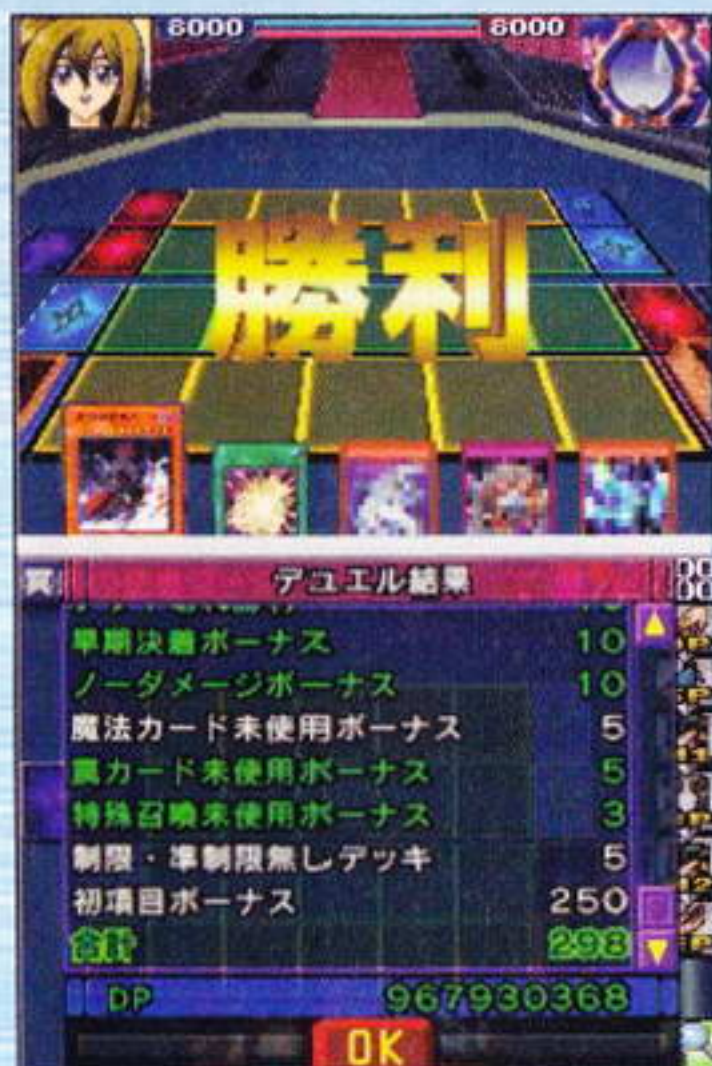 8000 8000
勝利
デュエル結果
早期決着ボーナス 10
ノーダメージボーナス 10
魔法カード未使用ボーナス 5
罠カード未使用ボーナス 5
特殊召喚未使用ボーナス 3
制限・準制限無しデッキ 5
初項目ボーナス 250
合計 298
DP 967930368
OK